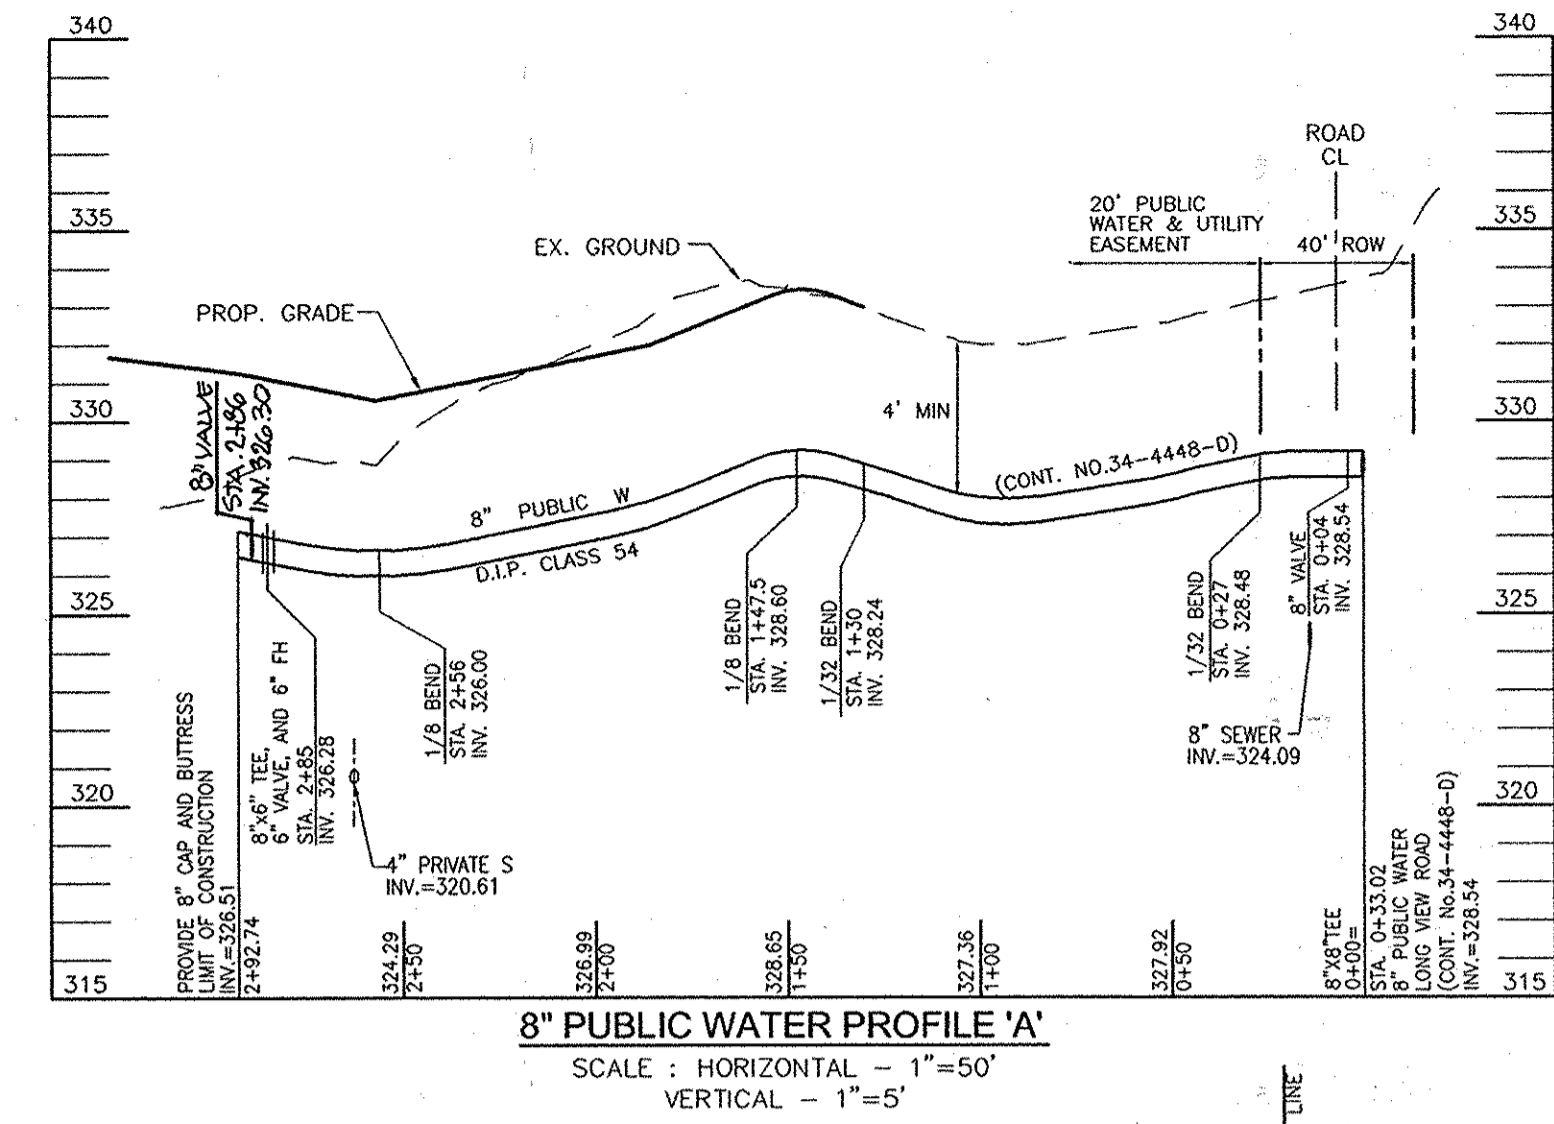 340
340
335
335
330
330
325
325
320
320
315
315
ROAD
CL
20' PUBLIC
WATER & UTILITY
EASEMENT
40' ROW
EX. GROUND
PROP. GRADE
4' MIN
(CONT. NO.34-4448-D)
8" PUBLIC W
D.I.P. CLASS 54
8" VALVE
STA. 2+86
INV. 326.30
PROVIDE 8" CAP AND BUTTRESS
LIMIT OF CONSTRUCTION
INV.=326.51
2+92.74
8"x6" TEE,
6" VALVE, AND 6" FH
STA. 2+85
INV. 326.28
4" PRIVATE S
INV.=320.61
1/8 BEND
STA. 2+56
INV. 326.00
1/8 BEND
STA. 1+47.5
INV. 328.60
1/32 BEND
STA. 1+30
INV. 328.24
1/32 BEND
STA. 0+27
INV. 328.48
8" VALVE
STA. 0+04
INV. 328.54
8" SEWER
INV.=324.09
324.29
2+50
326.99
2+00
328.65
1+50
327.36
1+00
327.92
0+50
8"X8"TEE
0+00=
STA. 0+33.02
8" PUBLIC WATER
LONG VIEW ROAD
(CONT. No.34-4448-D)
INV.=328.54
8" PUBLIC WATER PROFILE 'A'
SCALE : HORIZONTAL - 1"=50'
VERTICAL - 1"=5'
LINE